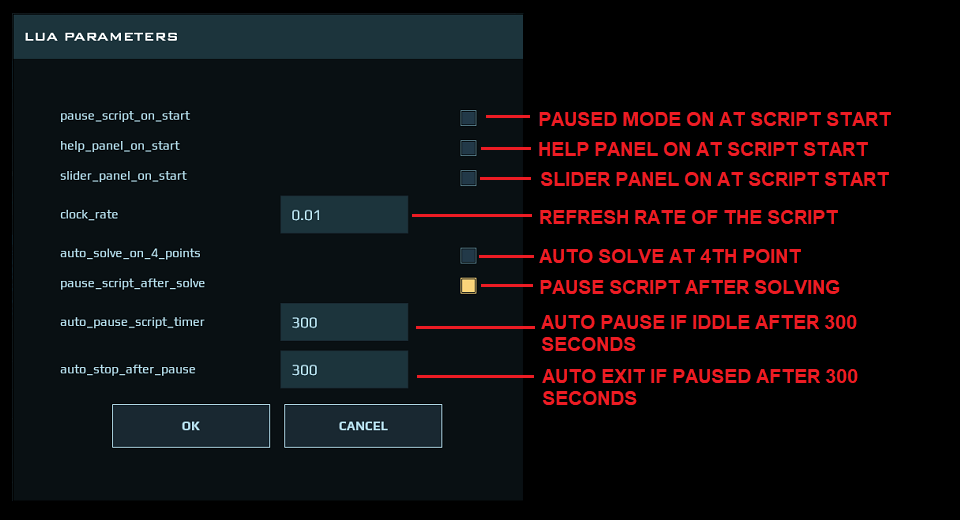 LUA PARAMETERS
pause_script_on_start
PAUSED MODE ON AT SCRIPT START
help_panel_on_start
HELP PANEL ON AT SCRIPT START
slider_panel_on_start
SLIDER PANEL ON AT SCRIPT START
clock_rate
0.01
REFRESH RATE OF THE SCRIPT
auto_solve_on_4_points
AUTO SOLVE AT 4TH POINT
pause_script_after_solve
PAUSE SCRIPT AFTER SOLVING
auto_pause_script_timer
300
AUTO PAUSE IF IDDLE AFTER 300
SECONDS
auto_stop_after_pause
300
AUTO EXIT IF PAUSED AFTER 300
SECONDS
OK
CANCEL